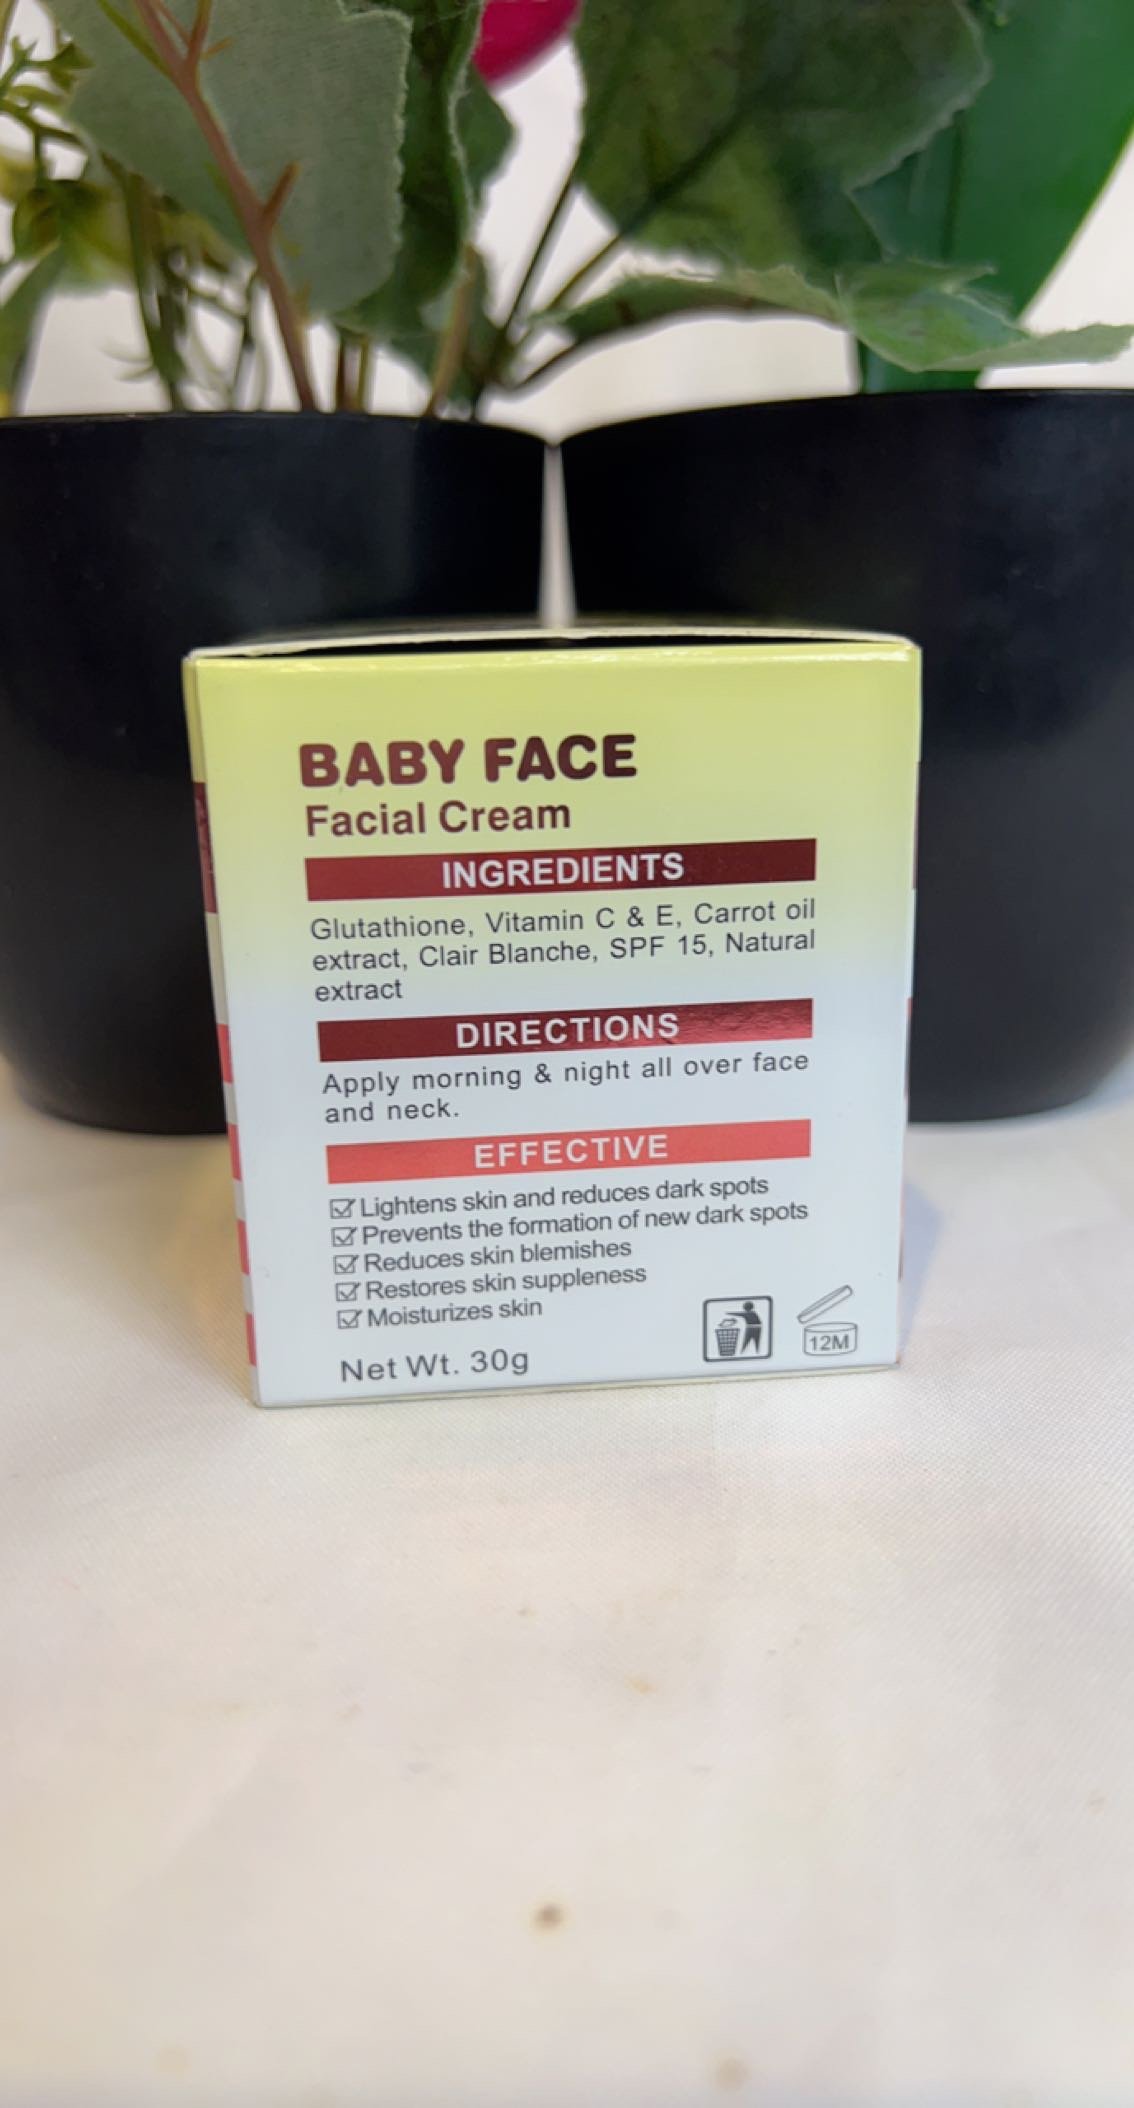 BABY FACE
Facial Cream
INGREDIENTS
Glutathione, Vitamin C & E, Carrot oil
extract, Clair Blanche, SPF 15, Natural
extract
DIRECTIONS
Apply morning & night all over face
and neck.
EFFECTIVE
Lightens skin and reduces dark spots
Prevents the formation of new dark spots
Reduces skin blemishes
Restores skin suppleness
Moisturizes skin
Net Wt. 30g
12M